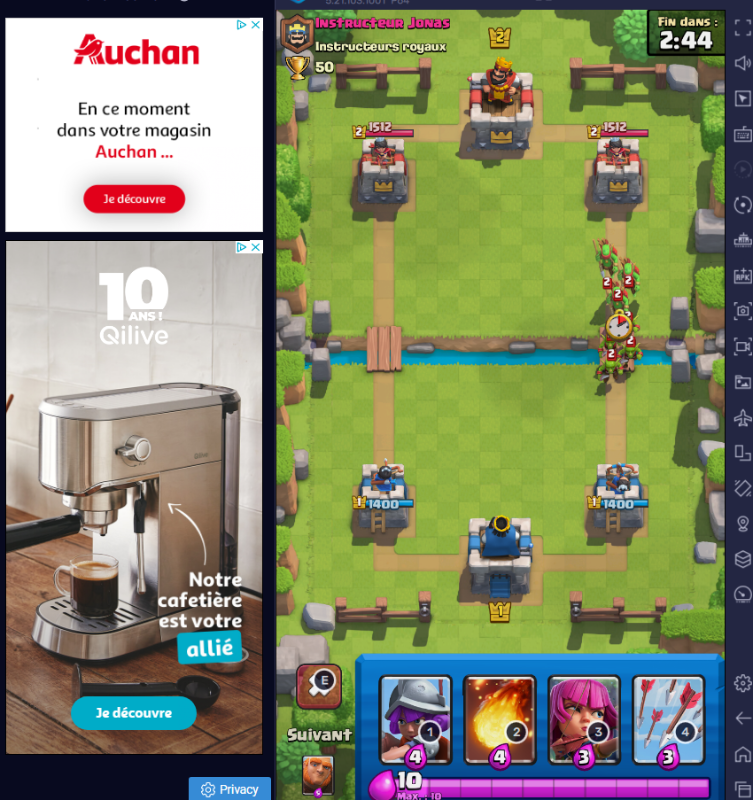 Auchan
En ce moment
dans votre magasin
Auchan ...
Je découvre
10
ANS !
Qilive
Notre
cafetière
est votre
allié
Je découvre
Privacy
Instructeur Jonas
Instructeurs royaux
50
2
Fin dans :
2:44
2 1512
2 1512
2
2
2
2
2
1 1400
1 1400
1
E
Suivant
1
2
3
4
4
4
3
3
10
Max. : 10